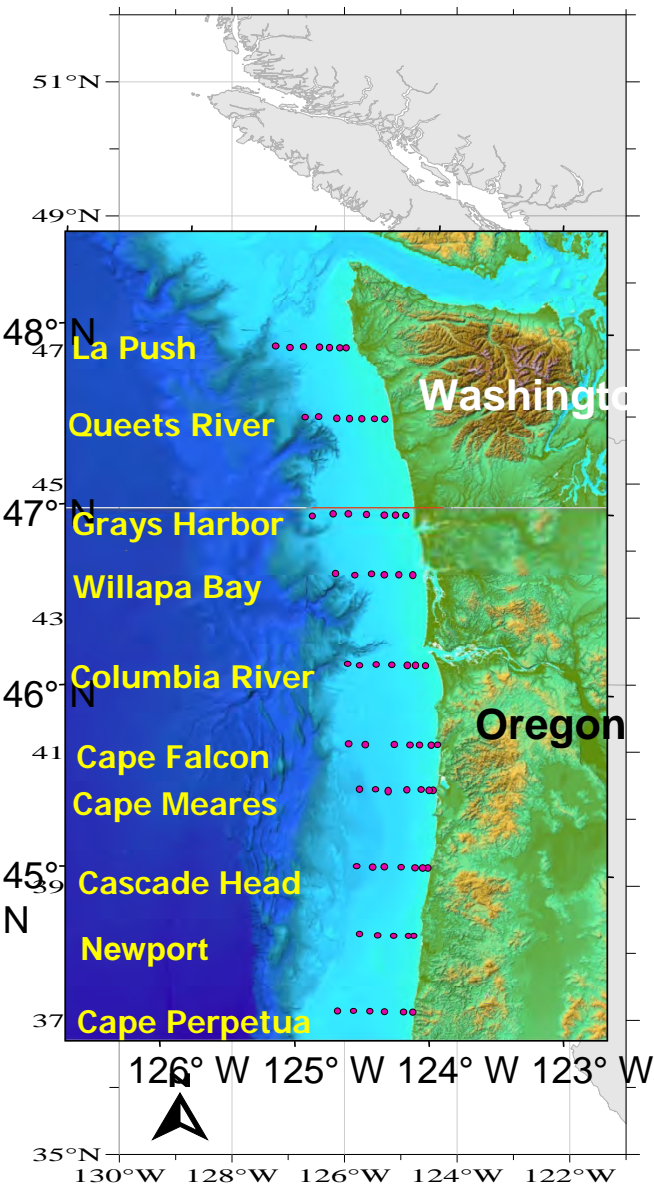 51°N
49°N
48° N
47
La Push
Washingto
Queets River
45
47° N
Grays Harbor
Willapa Bay
43
Columbia River
46° N
Oregon
41
Cape Falcon
Cape Meares
45°
39
N
Cascade Head
Newport
37
Cape Perpetua
126° W 125° W 124° W 123° W
N
35°N
130°W 128°W 126°W 124°W 122°W